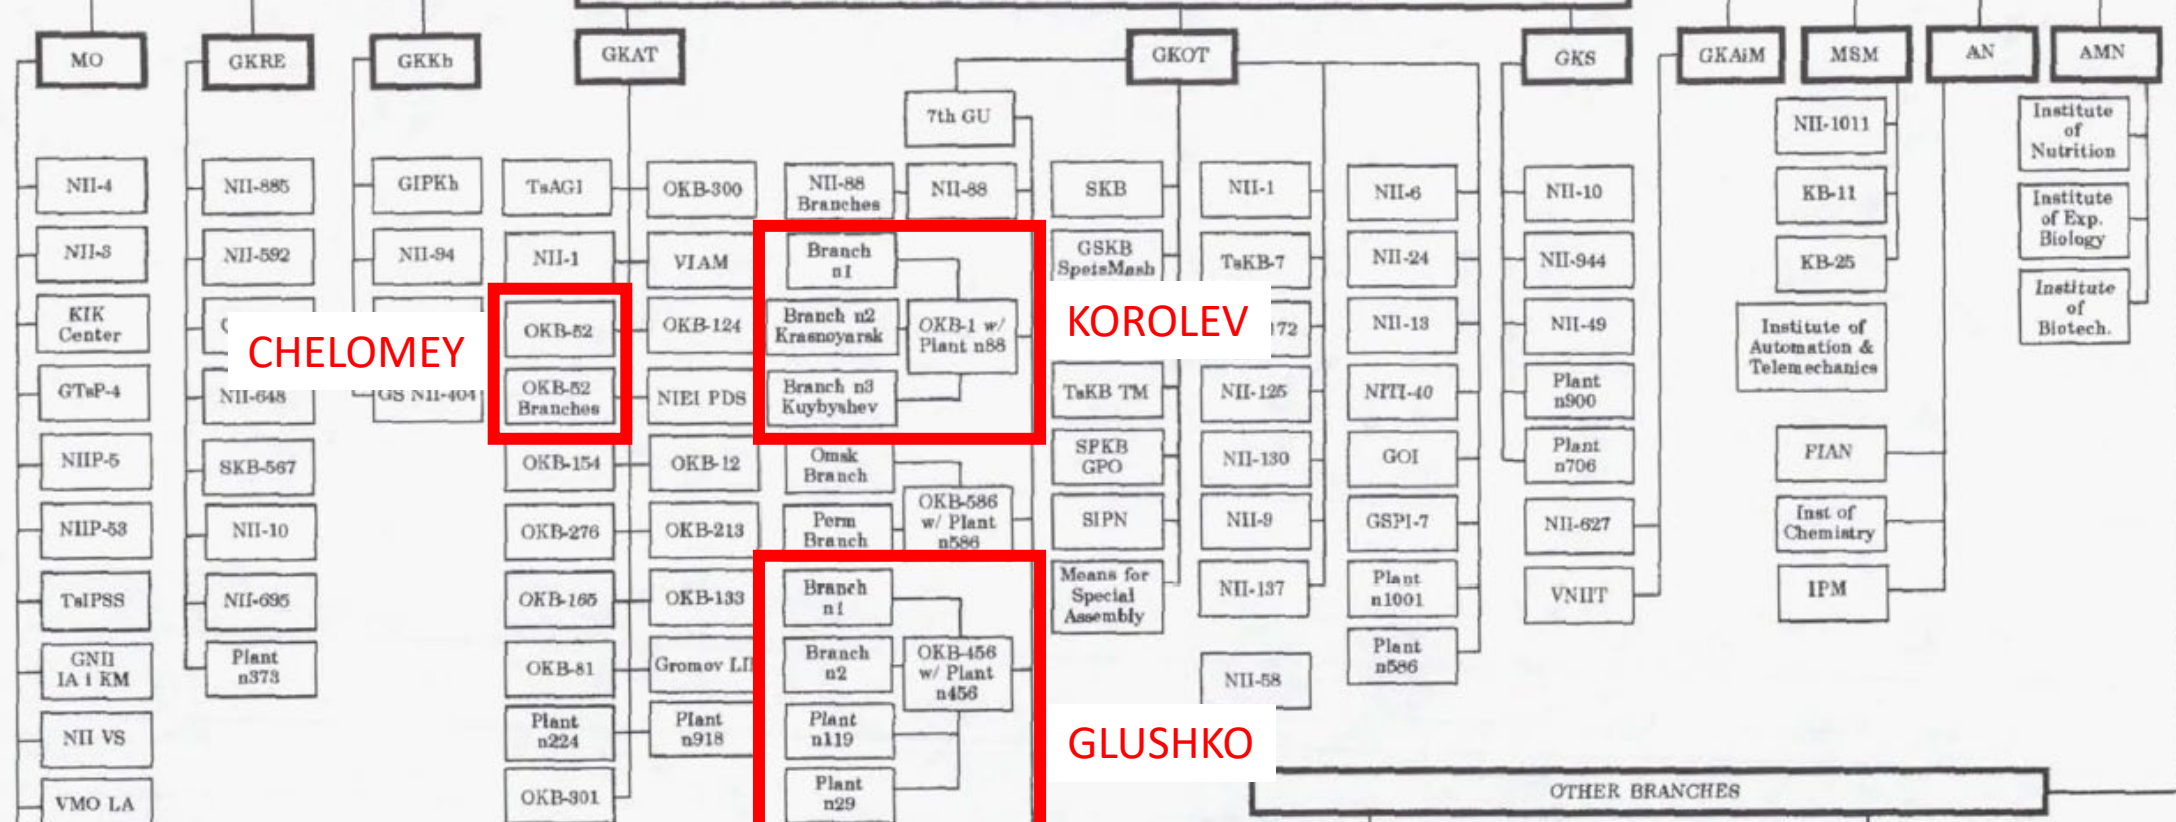 MO
GKRE
GKKh
GKAT
GKOT
GKS
GKAiM
MSM
AN
AMN
7th GU
NII-4
NII-3
KIK
Center
GTsP-4
NIIP-5
NIIP-53
TsIPSS
GNII
IA i KM
NII VS
VMO LA
NII-885
NII-592
NII-648
SKB-567
NII-10
NII-695
Plant
n373
GIPKh
NII-94
GS NII-404
CHELOMEY
TsAGI
NII-1
OKB-52
OKB-52
Branches
OKB-154
OKB-276
OKB-165
OKB-81
Plant
n224
OKB-301
OKB-300
VIAM
OKB-124
NIEI PDS
OKB-12
OKB-213
OKB-133
Gromov LII
Plant
n918
NII-88
Branches
NII-88
Branch
n1
Branch n2
Krasnoyarsk
Branch n3
Kuybyshev
OKB-1 w/
Plant n88
KOROLEV
Omsk
Branch
Perm
Branch
OKB-586
w/ Plant
n586
Branch
n1
Branch
n2
Plant
n119
Plant
n29
OKB-456
w/ Plant
n456
GLUSHKO
SKB
GSKB
SpetsMash
TsKB TM
SPKB
GPO
SIPN
Means for
Special
Assembly
NII-1
TsKB-7
172
NII-125
NII-130
NII-9
NII-137
NII-58
NII-6
NII-24
NII-13
NITI-40
GOI
GSPI-7
Plant
n1001
Plant
n586
NII-10
NII-944
NII-49
Plant
n900
Plant
n706
NII-627
VNIIT
NII-1011
KB-11
KB-25
Institute of
Automation &
Telemechanics
FIAN
Inst of
Chemistry
IPM
Institute
of
Nutrition
Institute
of Exp.
Biology
Institute
of
Biotech.
OTHER BRANCHES